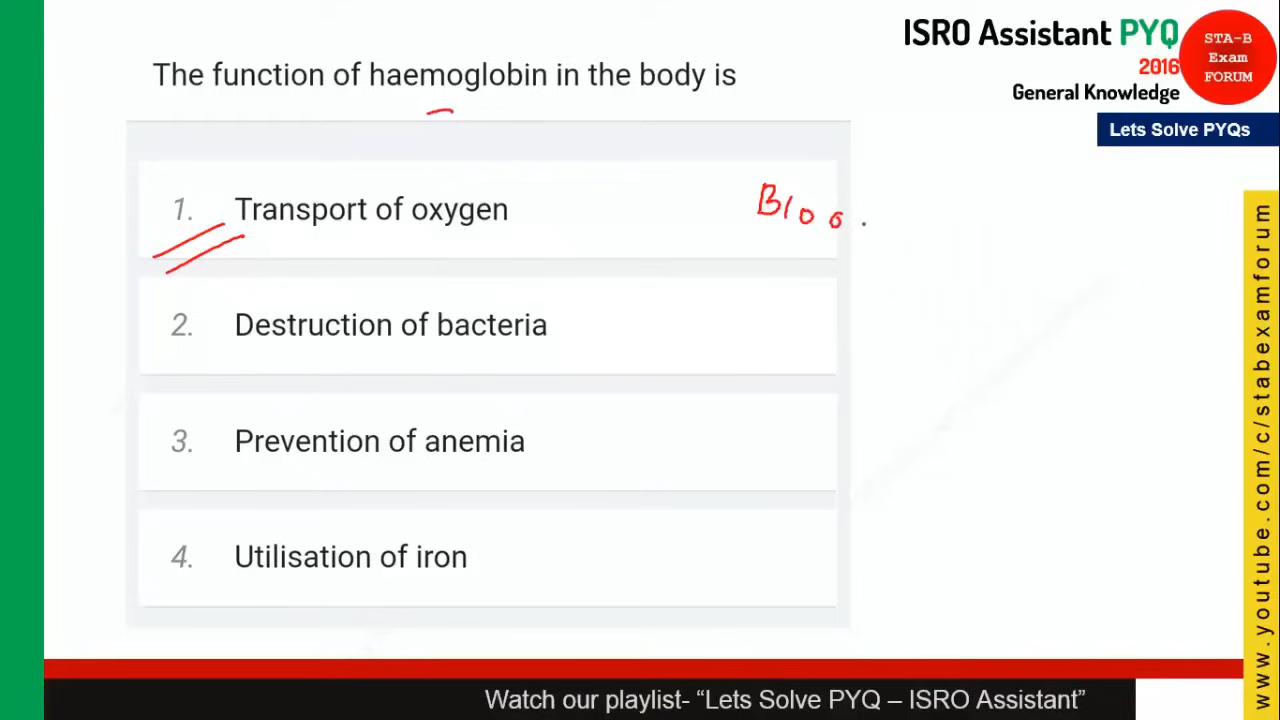 ISRO Assistant PYQ
2016
General Knowledge
STA-B
Exam
FORUM
Lets Solve PYQs
The function of haemoglobin in the body is
1. Transport of oxygen
Bloo
2. Destruction of bacteria
3. Prevention of anemia
4. Utilisation of iron
www.youtube.com/c/stabexamforum
Watch our playlist- “Lets Solve PYQ – ISRO Assistant”